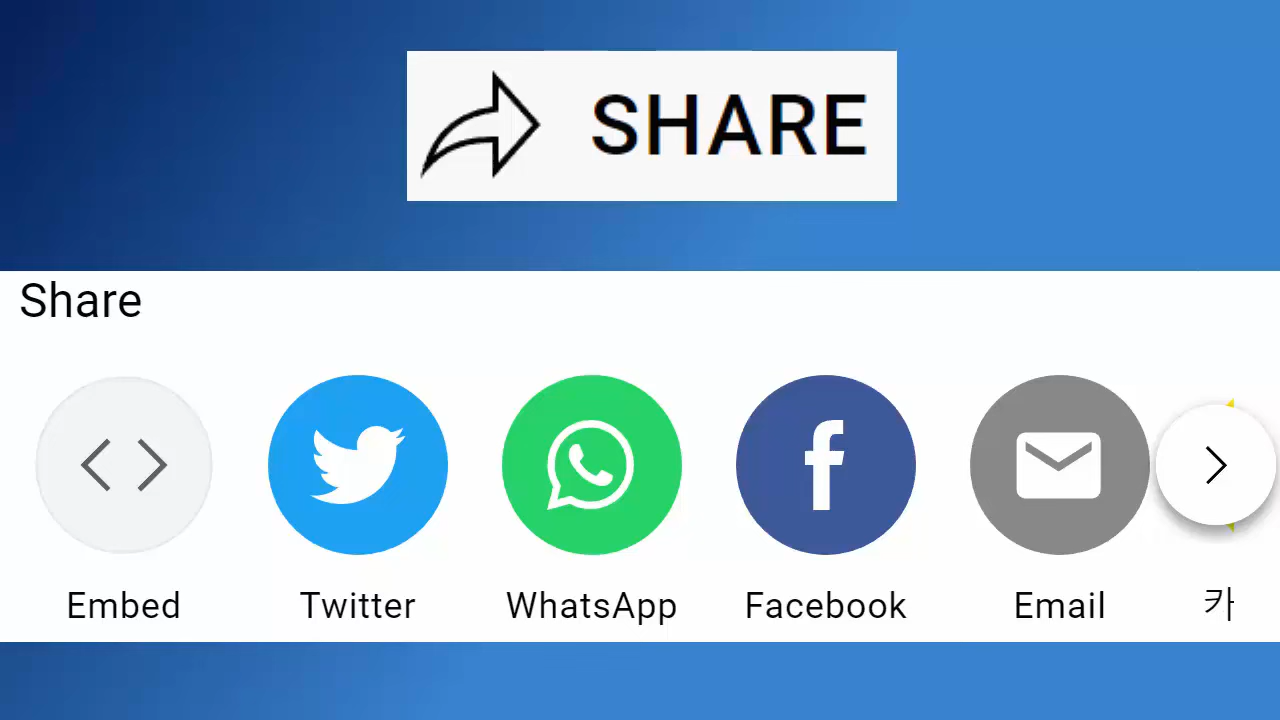 SHARE
Share
Embed
Twitter
WhatsApp
Facebook
Email
카